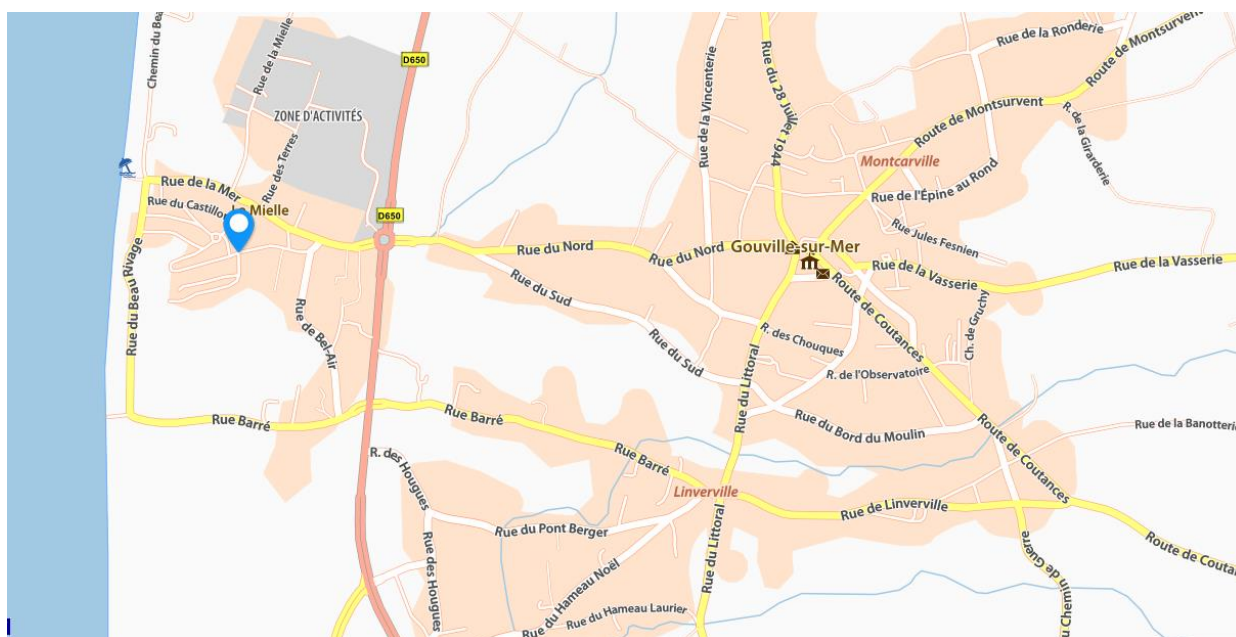 Chemin du Beau
Rue de la Mielle
D650
ZONE D'ACTIVITÉS
Rue des Terres
Rue de la Mer
Rue du Castillon
Mielle
D650
Rue du Beau Rivage
Rue de Bel-Air
Rue Barré
Rue du Nord
Rue du Nord
Rue du Sud
Rue du Sud
Rue de la Vincenterie
Rue du 28 Juillet 1944
Rue de la Ronderie
Route de Montsurvent
Route de Montsurvent
R. de la Girarderie
Montcarville
Rue de l'Épine au Rond
Rue Jules Fesnien
Gouville-sur-Mer
Rue de la Vasserie
Rue de la Vasserie
Route de Coutances
Ch. de Gruchy
R. des Chouques
R. de l'Observatoire
Rue du Littoral
Rue du Bord du Moulin
Route de Coutances
Rue de la Banotterie
Rue Barré
Rue Barré
R. des Hougues
Linverville
Rue de Linverville
Rue du Pont Berger
Rue des Hougues
Rue du Hameau Noël
Rue du Hameau Laurier
Rue du Littoral
Chemin de Guerre
Route de Coutan